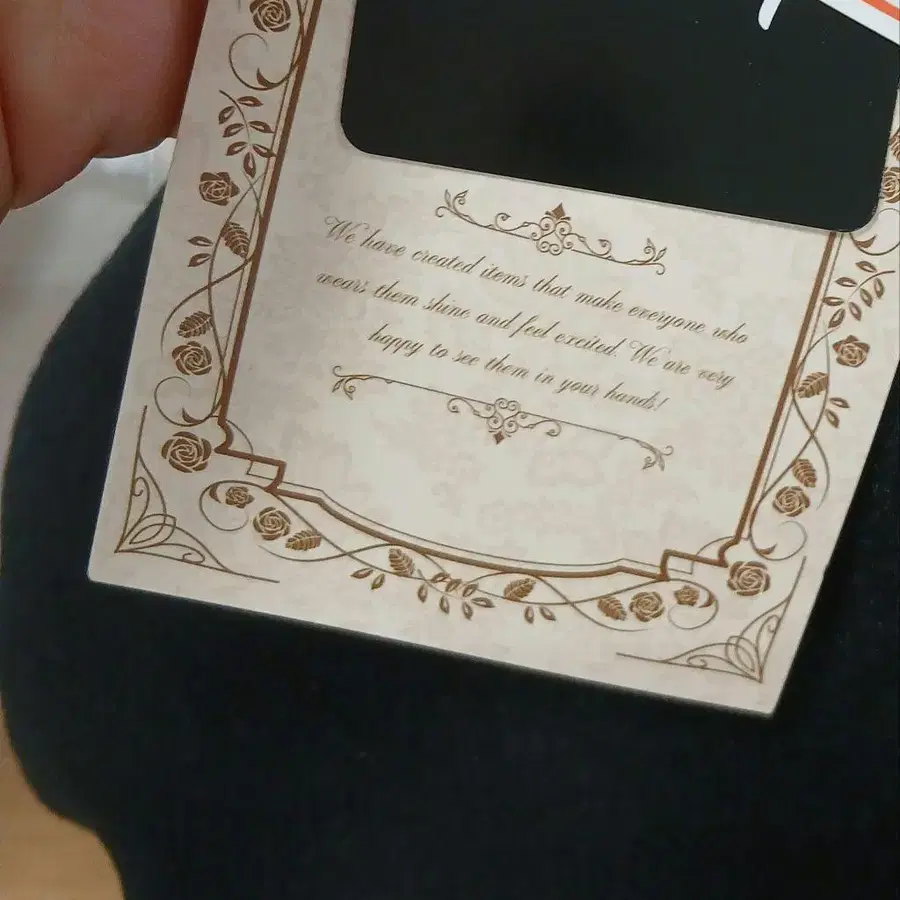 We have created items that make everyone who
wears them shine and feel excited. We are very
happy to see them in your hands!